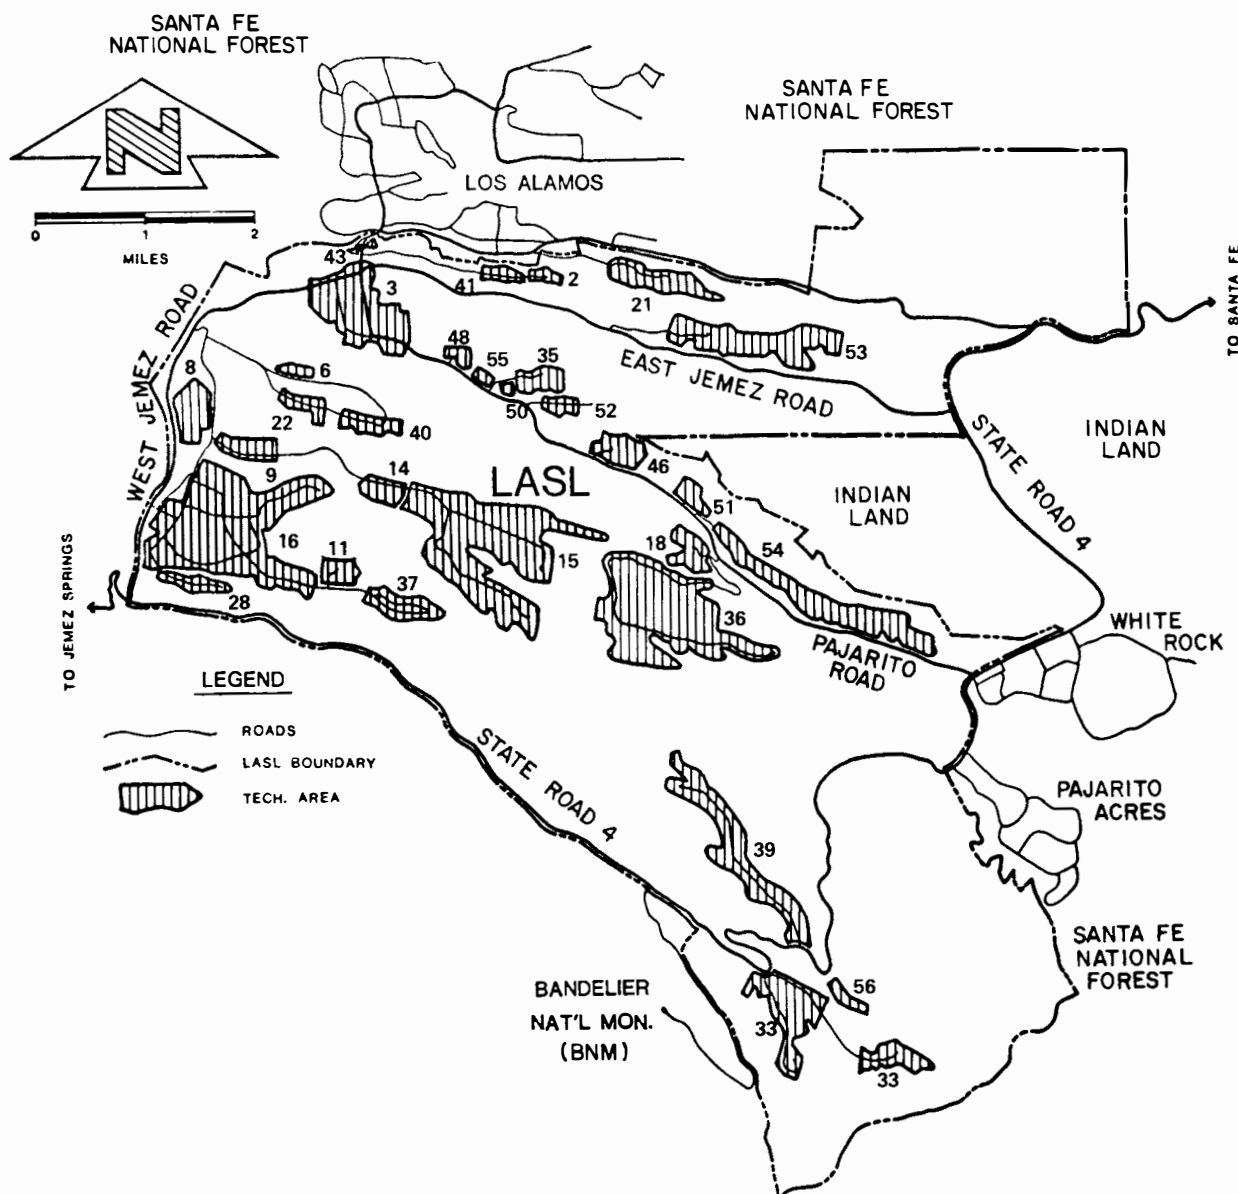 SANTA FE
NATIONAL FOREST
SANTA FE
NATIONAL FOREST
N
LOS ALAMOS
0 1 2
MILES
TO SANTA FE
43
3
41
2
21
53
WEST JEMEZ ROAD
8
6
48
55
35
EAST JEMEZ ROAD
22
40
50
52
STATE ROAD 4
INDIAN
LAND
9
14
LASL
46
51
INDIAN
LAND
16
11
15
18
54
TO JEMEZ SPRINGS
28
37
36
WHITE
ROCK
PAJARITO
ROAD
LEGEND
ROADS
LASL BOUNDARY
TECH. AREA
STATE ROAD 4
PAJARITO
ACRES
39
SANTA FE
NATIONAL
FOREST
BANDELIER
NAT'L MON.
(BNM)
56
33
33